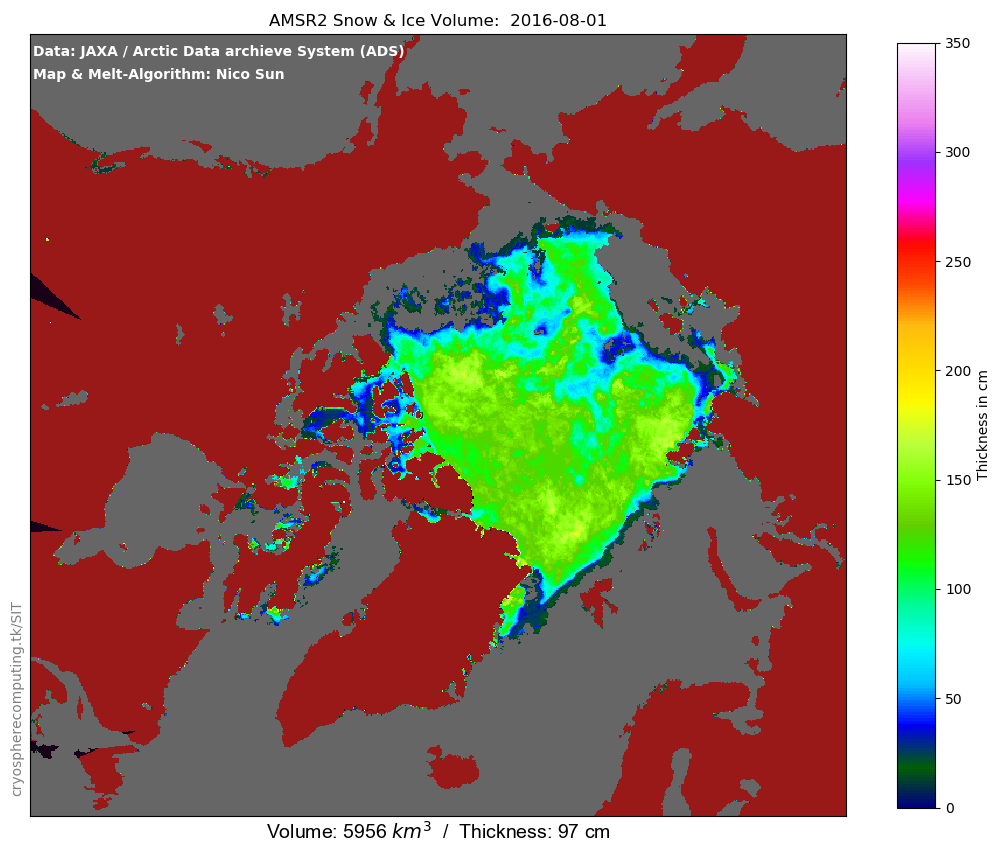 AMSR2 Snow & Ice Volume:  2016-08-01
Data: JAXA / Arctic Data archieve System (ADS)
Map & Melt-Algorithm: Nico Sun
350
300
250
200
150
100
50
0
Thickness in cm
cryospherecomputing.tk/SIT
Volume: 5956 km³  /  Thickness: 97 cm